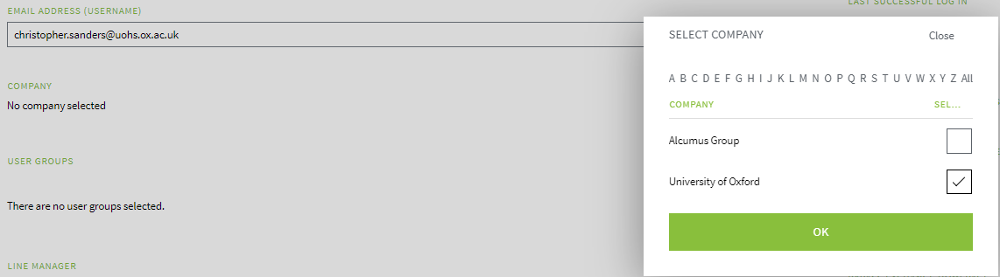 EMAIL ADDRESS (USERNAME)
christopher.sanders@uohs.ox.ac.uk
COMPANY
No company selected
USER GROUPS
There are no user groups selected.
LINE MANAGER
LAST SUCCESSFUL LOG IN
SELECT COMPANY
Close
A B C D E F G H I J K L M N O P Q R S T U V W X Y Z All
COMPANY SEL...
Alcumus Group
University of Oxford
OK